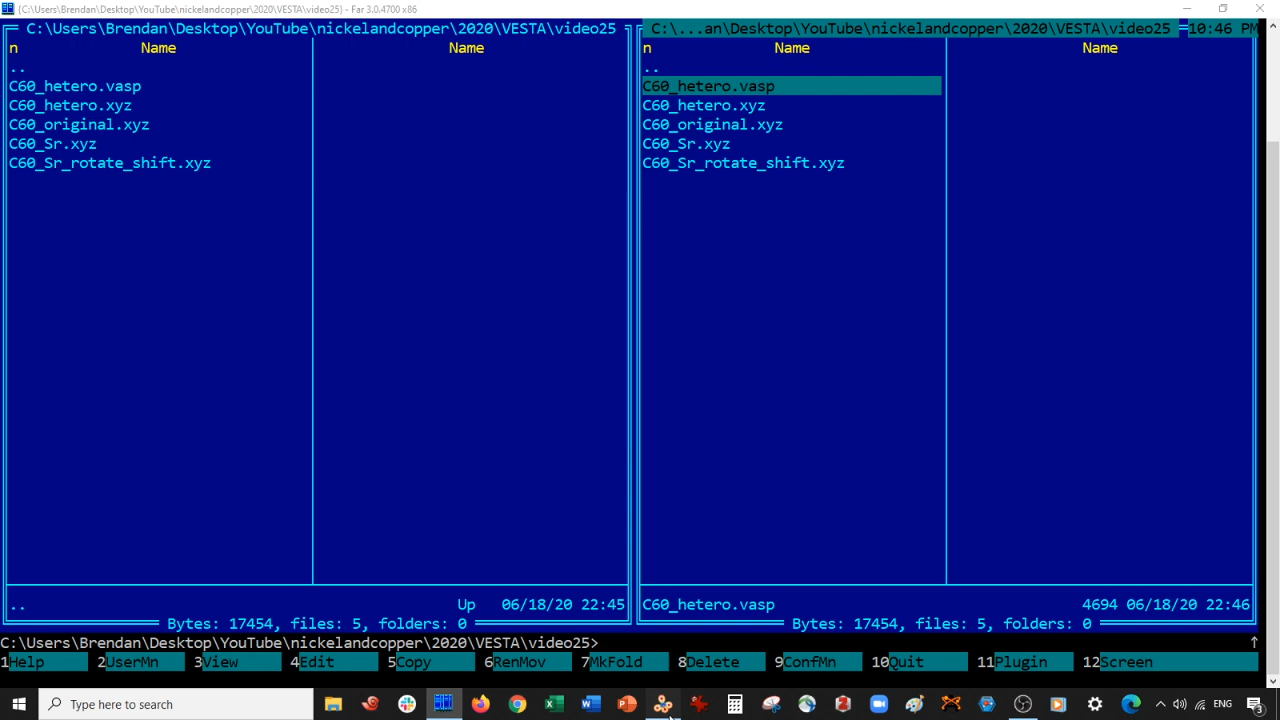 {C:\Users\Brendan\Desktop\YouTube\nickelandcopper\2020\VESTA\video25} - Far 3.0.4700 x86
C:\Users\Brendan\Desktop\YouTube\nickelandcopper\2020\VESTA\video25
n Name Name
..
C60_hetero.vasp
C60_hetero.xyz
C60_original.xyz
C60_Sr.xyz
C60_Sr_rotate_shift.xyz
.. Up 06/18/20 22:45
Bytes: 17454, files: 5, folders: 0
C:\...an\Desktop\YouTube\nickelandcopper\2020\VESTA\video25 10:46 PM
n Name Name
..
C60_hetero.vasp
C60_hetero.xyz
C60_original.xyz
C60_Sr.xyz
C60_Sr_rotate_shift.xyz
C60_hetero.vasp 4694 06/18/20 22:46
Bytes: 17454, files: 5, folders: 0
C:\Users\Brendan\Desktop\YouTube\nickelandcopper\2020\VESTA\video25>
1Help 2UserMn 3View 4Edit 5Copy 6RenMov 7MkFold 8Delete 9ConfMn 10Quit 11Plugin 12Screen
Type here to search ENG 3